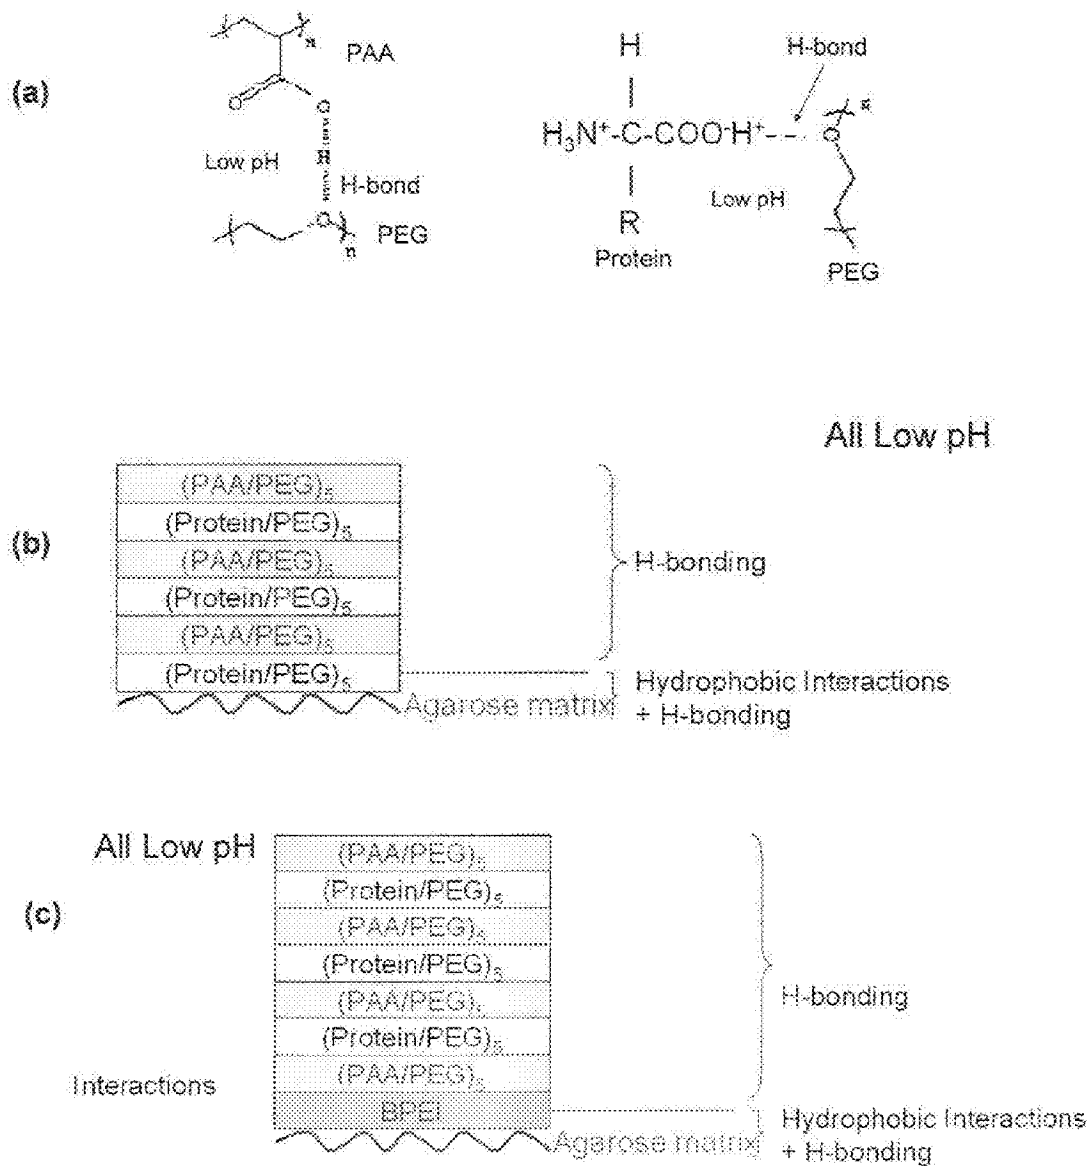 (a)
n
PAA
O
O
Low pH
H
H-bond
O
n
PEG
H
H-bond
H₃N⁺-C-COO⁻H⁺
O
Low pH
R
Protein
PEG
All Low pH
(b)
(PAA/PEG)₅
(Protein/PEG)₅
(PAA/PEG)₅
(Protein/PEG)₅
(PAA/PEG)₅
(Protein/PEG)₅
H-bonding
Agarose matrix
Hydrophobic Interactions
+ H-bonding
All Low pH
(c)
(PAA/PEG)₅
(Protein/PEG)₅
(PAA/PEG)₅
(Protein/PEG)₅
(PAA/PEG)₅
(Protein/PEG)₅
(PAA/PEG)₅
BPEI
H-bonding
Interactions
Agarose matrix
Hydrophobic Interactions
+ H-bonding